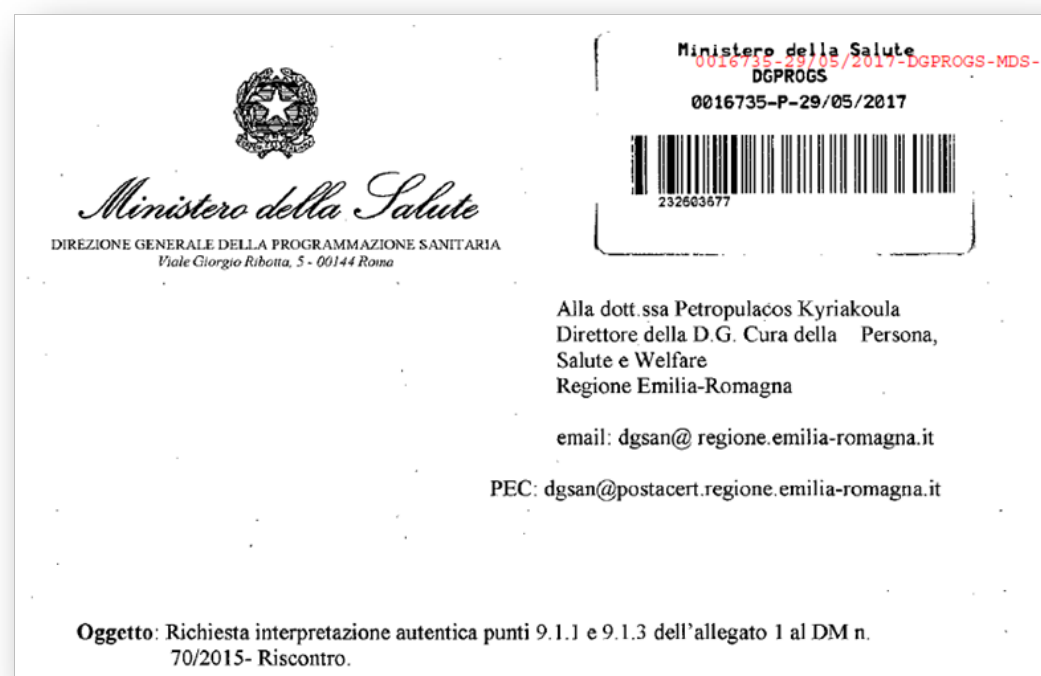 Ministero della Salute
0016735-29/05/2017-DGPROGS-MDS-
DGPROGS
0016735-P-29/05/2017
232603677
Ministero della Salute
DIREZIONE GENERALE DELLA PROGRAMMAZIONE SANITARIA
Viale Giorgio Ribotta, 5 - 00144 Roma
Alla dott.ssa Petropulacos Kyriakoula
Direttore della D.G. Cura della Persona,
Salute e Welfare
Regione Emilia-Romagna
email: dgsan@ regione.emilia-romagna.it
PEC: dgsan@postacert.regione.emilia-romagna.it
Oggetto: Richiesta interpretazione autentica punti 9.1.1 e 9.1.3 dell'allegato 1 al DM n.
70/2015- Riscontro.